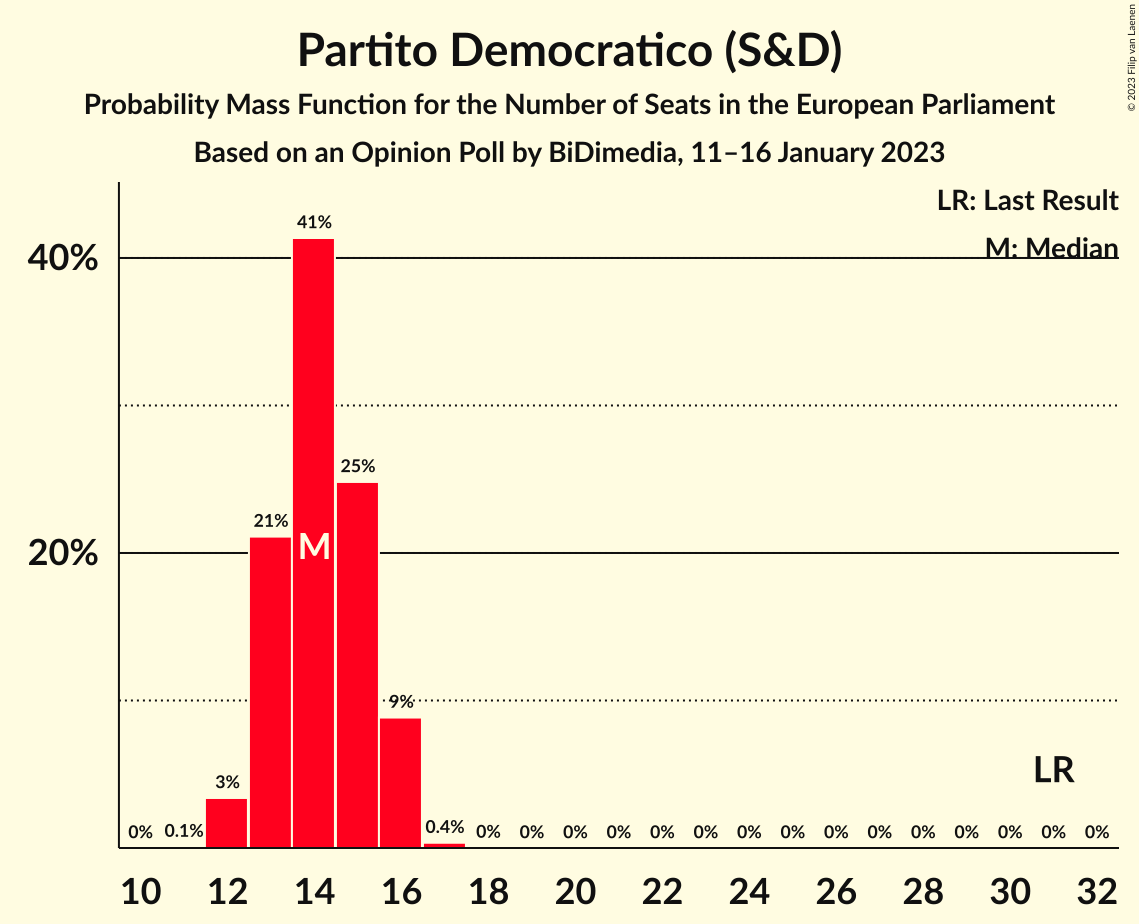 Partito Democratico (S&D)
Probability Mass Function for the Number of Seats in the European Parliament
Based on an Opinion Poll by BiDimedia, 11–16 January 2023
© 2023 Filip van Laenen
LR: Last Result
M: Median
40%
20%
0%
0.1%
3%
21%
41%
M
25%
9%
0.4%
0% 0% 0% 0% 0% 0% 0% 0% 0% 0% 0% 0% 0% 0% 0%
LR
10 12 14 16 18 20 22 24 26 28 30 32